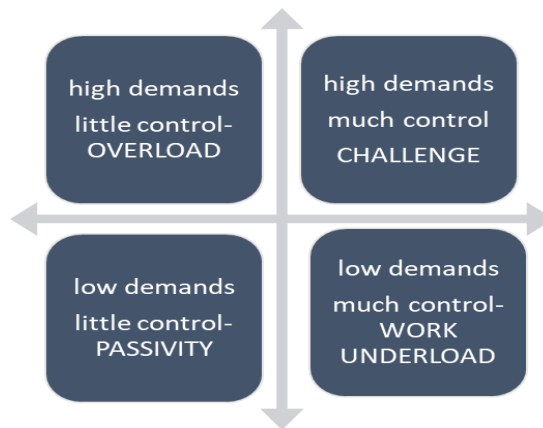 high demands
little control-
OVERLOAD
high demands
much control
CHALLENGE
low demands
little control-
PASSIVITY
low demands
much control-
WORK
UNDERLOAD